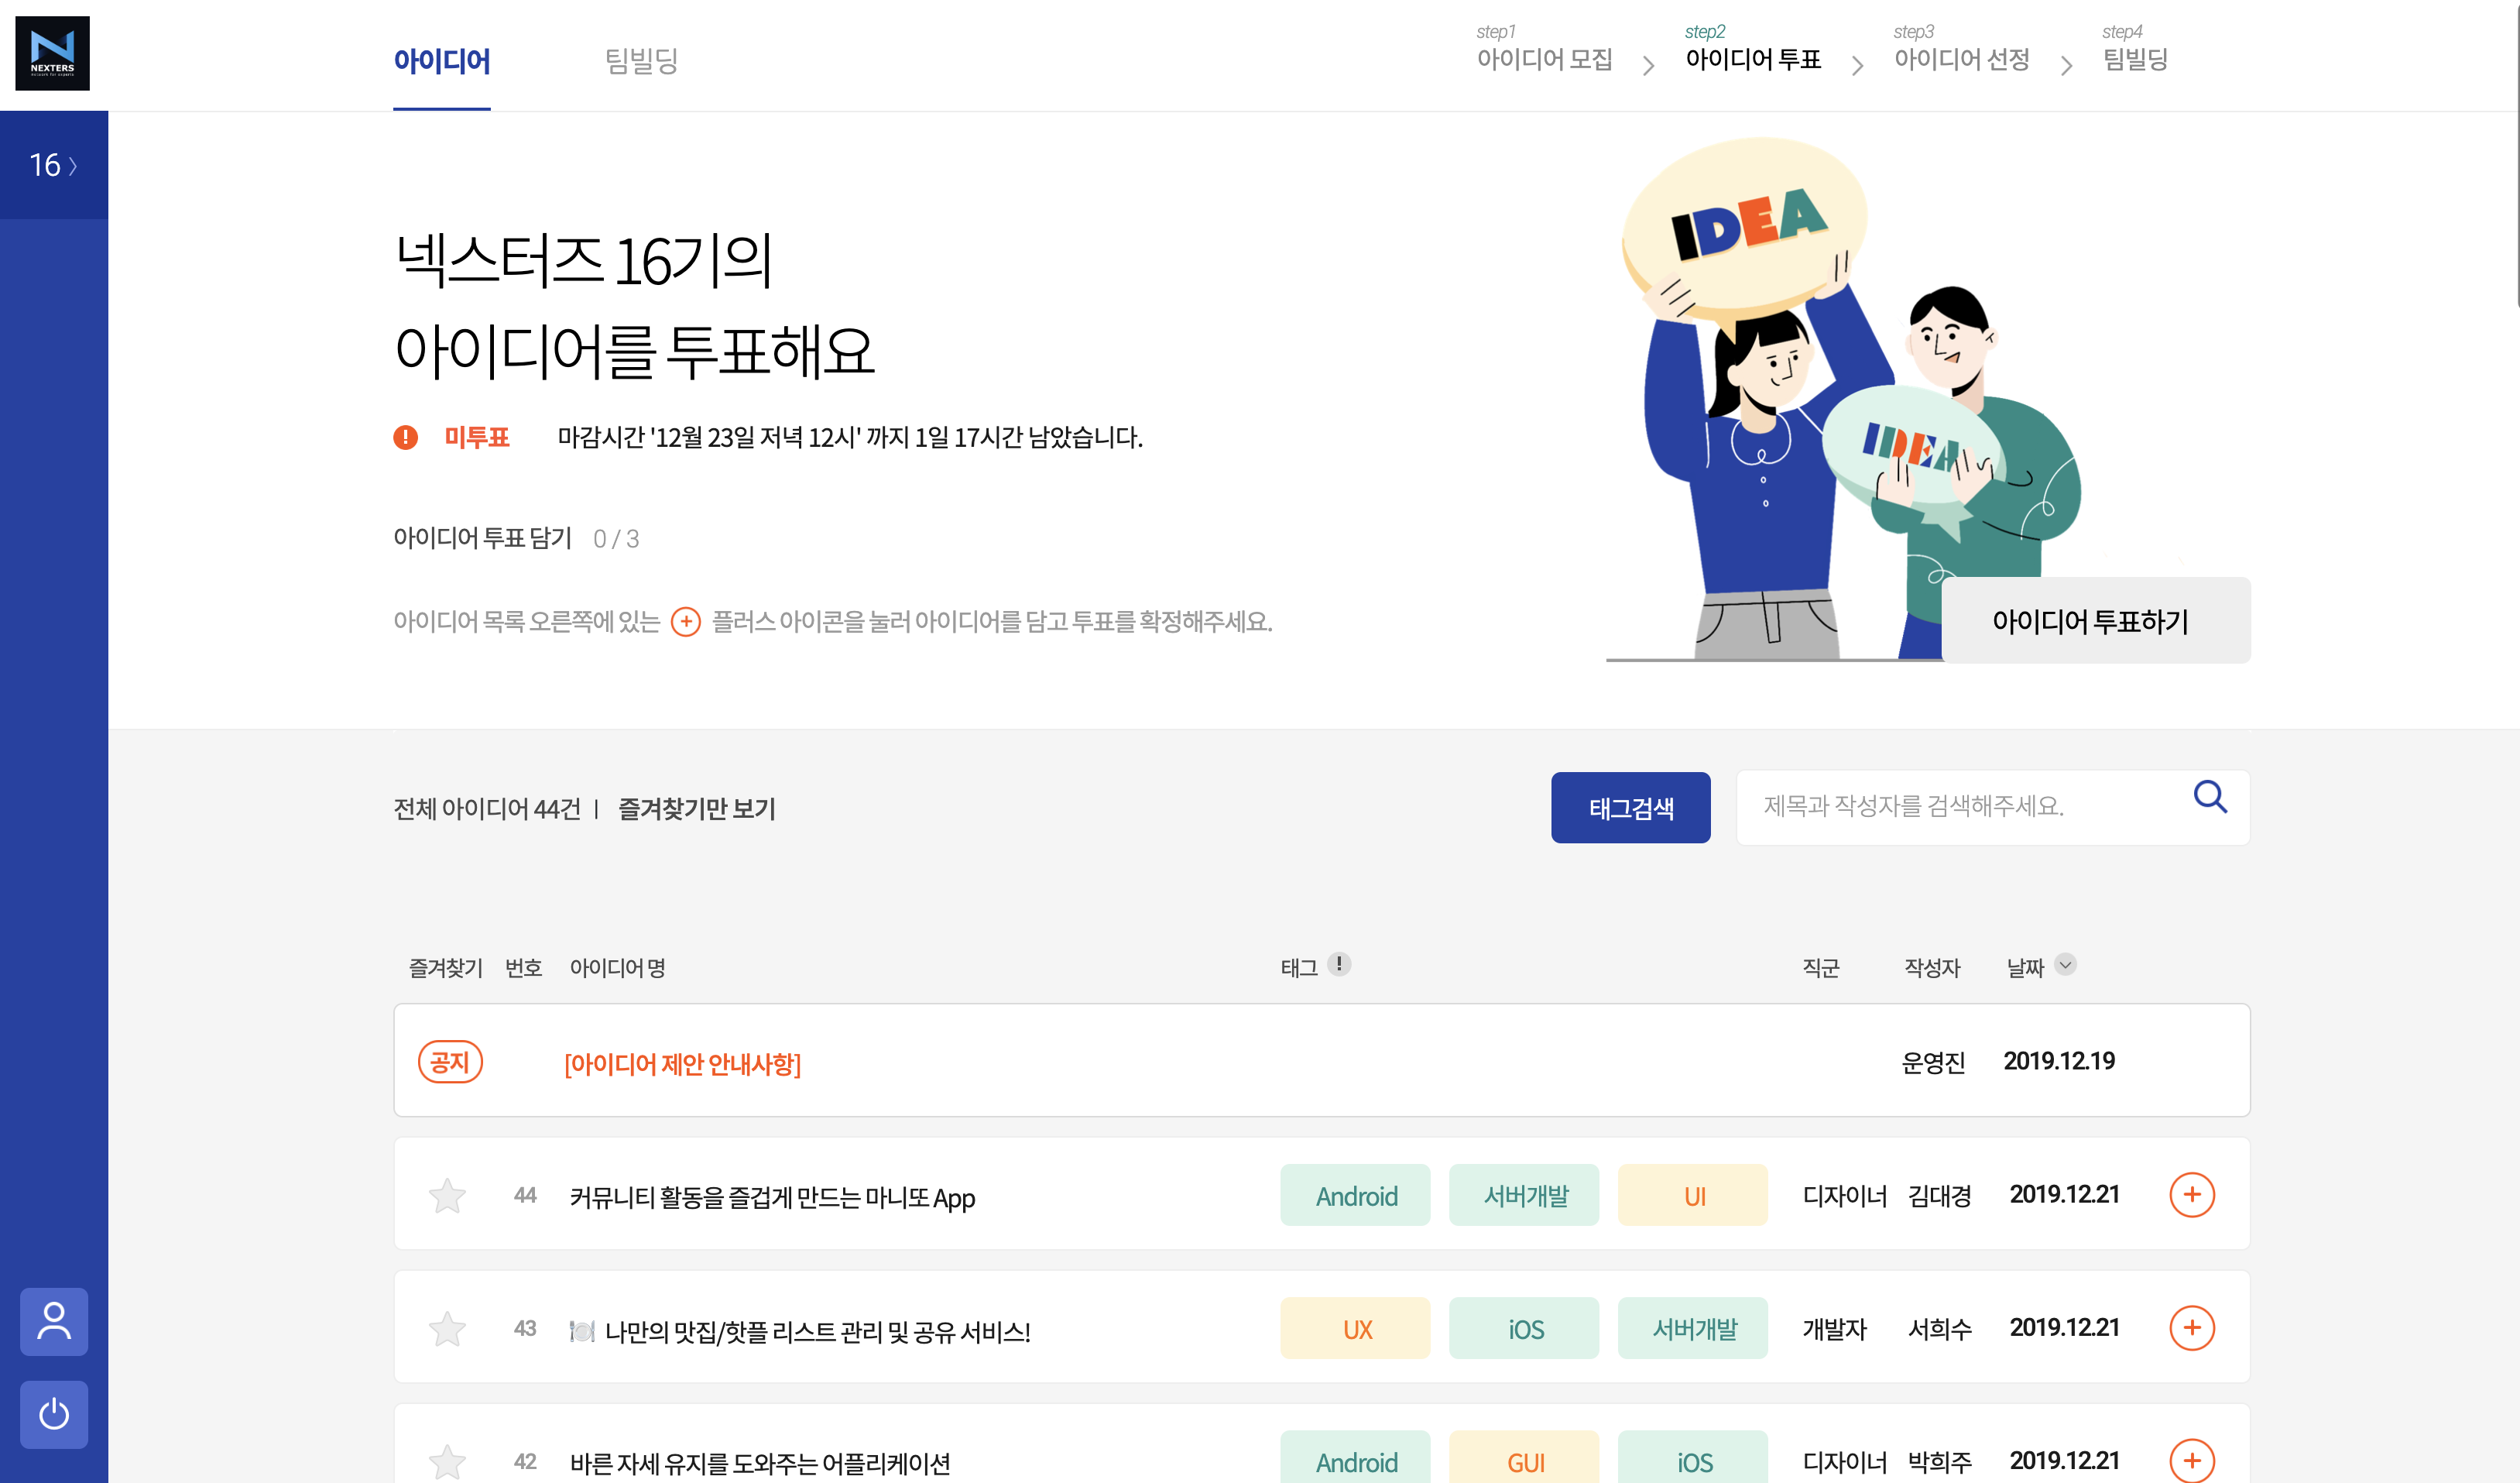 NEXTERS
아이디어
팀빌딩
step1
아이디어 모집
step2
아이디어 투표
step3
아이디어 선정
step4
팀빌딩
16
넥스터즈 16기의
아이디어를 투표해요
IDEA
IDEA
미투표 마감시간 '12월 23일 저녁 12시' 까지 1일 17시간 남았습니다.
아이디어 투표 담기 0 / 3
아이디어 목록 오른쪽에 있는 + 플러스 아이콘을 눌러 아이디어를 담고 투표를 확정해주세요.
아이디어 투표하기
전체 아이디어 44건 | 즐겨찾기만 보기
태그검색
제목과 작성자를 검색해주세요.
즐겨찾기 번호 아이디어 명 태그 직군 작성자 날짜
공지 [아이디어 제안 안내사항] 운영진 2019.12.19
44 커뮤니티 활동을 즐겁게 만드는 마니또 App Android 서버개발 UI 디자이너 김대경 2019.12.21
43 🍽 나만의 맛집/핫플 리스트 관리 및 공유 서비스! UX iOS 서버개발 개발자 서희수 2019.12.21
42 바른 자세 유지를 도와주는 어플리케이션 Android GUI iOS 디자이너 박희주 2019.12.21